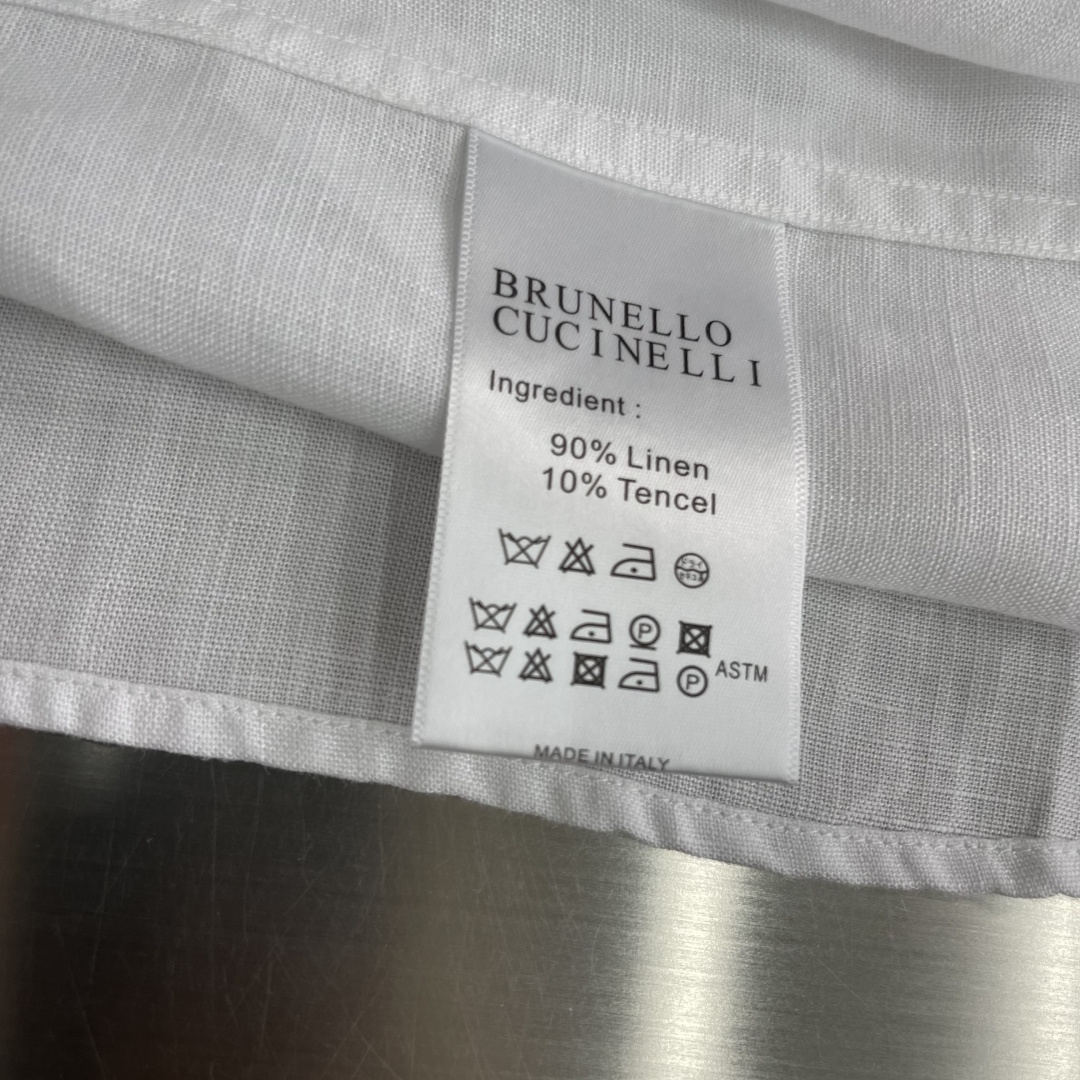 BRUNELLO
CUCINELLI
Ingredient :
90% Linen
10% Tencel
P
P ASTM
MADE IN ITALY